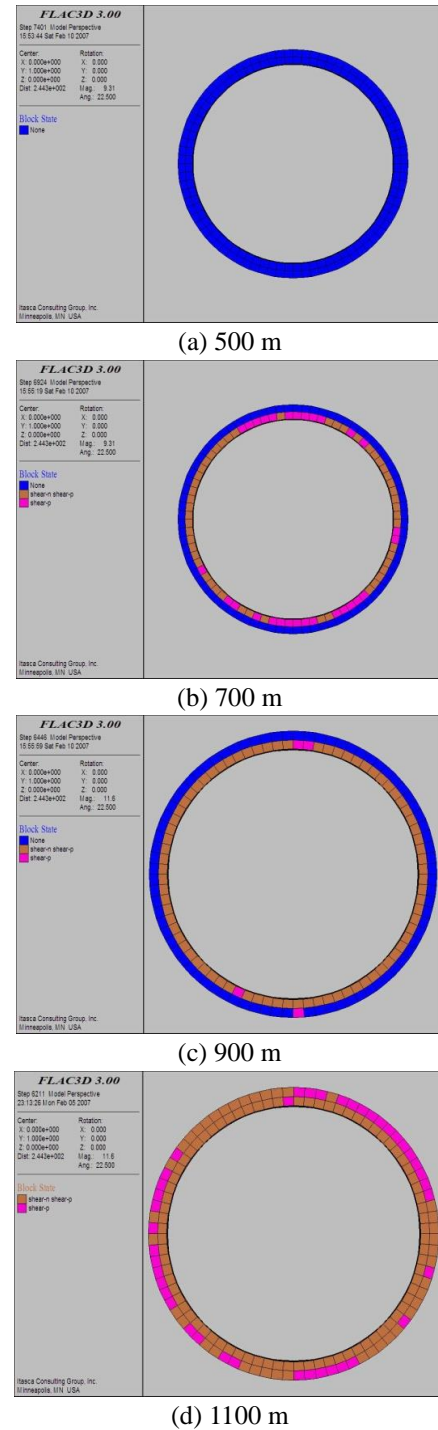 FLAC3D 3.00
Step 7401 Model Perspective
15:53:44 Sat Feb 10 2007
Center: Rotation:
X: 0.000e+000 X: 0.000
Y: 1.000e+000 Y: 0.000
Z: 0.000e+000 Z: 0.000
Dist: 2.443e+002 Mag.: 9.31
Ang.: 22.500
Block State
None
Itasca Consulting Group, Inc.
Minneapolis, MN USA
(a) 500 m
FLAC3D 3.00
Step 6924 Model Perspective
15:55:19 Sat Feb 10 2007
Center: Rotation:
X: 0.000e+000 X: 0.000
Y: 1.000e+000 Y: 0.000
Z: 0.000e+000 Z: 0.000
Dist: 2.443e+002 Mag.: 9.31
Ang.: 22.500
Block State
None
shear-n shear-p
shear-p
Itasca Consulting Group, Inc.
Minneapolis, MN USA
(b) 700 m
FLAC3D 3.00
Step 6446 Model Perspective
15:55:59 Sat Feb 10 2007
Center: Rotation:
X: 0.000e+000 X: 0.000
Y: 1.000e+000 Y: 0.000
Z: 0.000e+000 Z: 0.000
Dist: 2.443e+002 Mag.: 11.6
Ang.: 22.500
Block State
None
shear-n shear-p
shear-p
Itasca Consulting Group, Inc.
Minneapolis, MN USA
(c) 900 m
FLAC3D 3.00
Step 6211 Model Perspective
23:13:26 Mon Feb 05 2007
Center: Rotation:
X: 0.000e+000 X: 0.000
Y: 1.000e+000 Y: 0.000
Z: 0.000e+000 Z: 0.000
Dist: 2.443e+002 Mag.: 11.6
Ang.: 22.500
Block State
shear-n shear-p
shear-p
Itasca Consulting Group, Inc.
Minneapolis, MN USA
(d) 1100 m